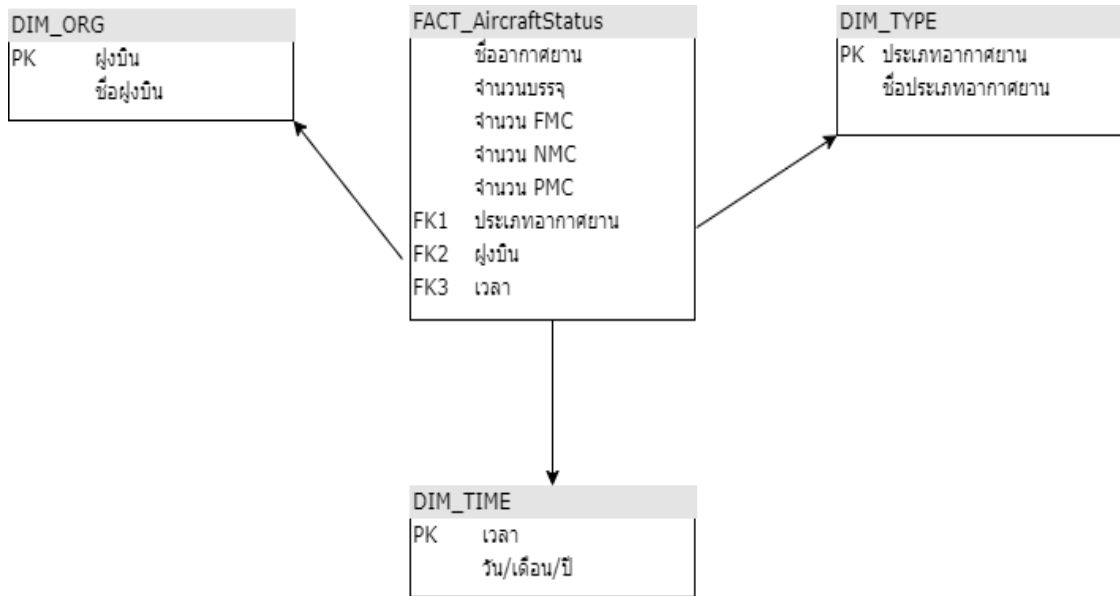 DIM_ORG
PK ฝูงบิน
ชื่อฝูงบิน
FACT_AircraftStatus
ชื่ออากาศยาน
จำนวนบรรจุ
จำนวน FMC
จำนวน NMC
จำนวน PMC
FK1 ประเภทอากาศยาน
FK2 ฝูงบิน
FK3 เวลา
DIM_TYPE
PK ประเภทอากาศยาน
ชื่อประเภทอากาศยาน
DIM_TIME
PK เวลา
วัน/เดือน/ปี